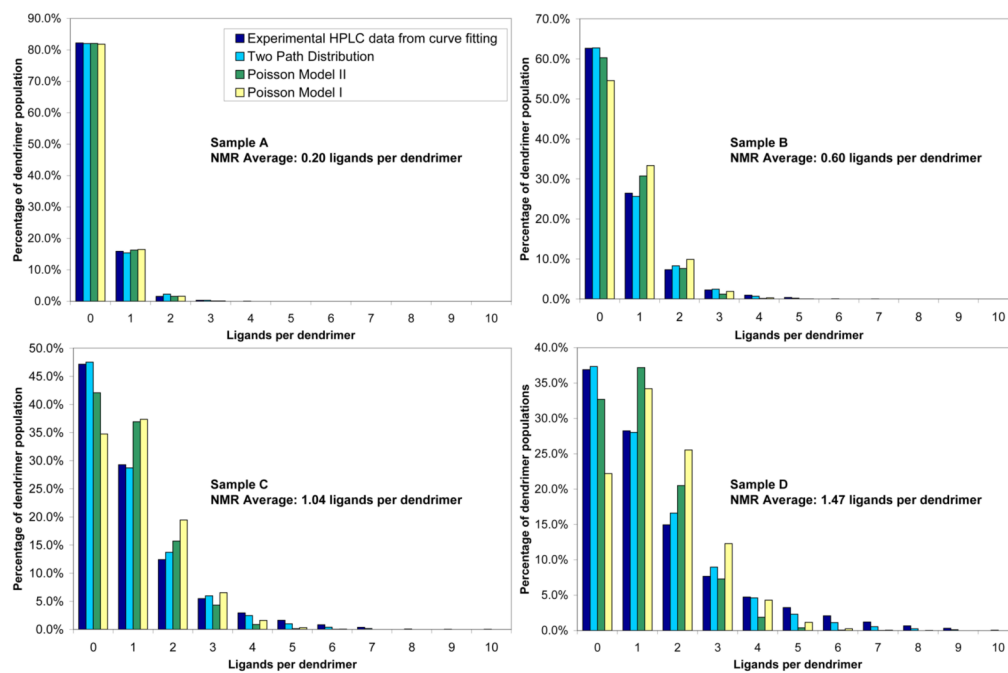 90.0%
80.0%
70.0%
60.0%
50.0%
40.0%
30.0%
20.0%
10.0%
0.0%
Percentage of dendrimer population
Experimental HPLC data from curve fitting
Two Path Distribution
Poisson Model II
Poisson Model I
Sample A
NMR Average: 0.20 ligands per dendrimer
0 1 2 3 4 5 6 7 8 9 10
Ligands per dendrimer
70.0%
60.0%
50.0%
40.0%
30.0%
20.0%
10.0%
0.0%
Percentage of dendrimer population
Sample B
NMR Average: 0.60 ligands per dendrimer
0 1 2 3 4 5 6 7 8 9 10
Ligands per dendrimer
50.0%
45.0%
40.0%
35.0%
30.0%
25.0%
20.0%
15.0%
10.0%
5.0%
0.0%
Percentage of dendrimer population
Sample C
NMR Average: 1.04 ligands per dendrimer
0 1 2 3 4 5 6 7 8 9 10
Ligands per dendrimer
40.0%
35.0%
30.0%
25.0%
20.0%
15.0%
10.0%
5.0%
0.0%
Percentage of dendrimer populations
Sample D
NMR Average: 1.47 ligands per dendrimer
0 1 2 3 4 5 6 7 8 9 10
Ligands per dendrimer